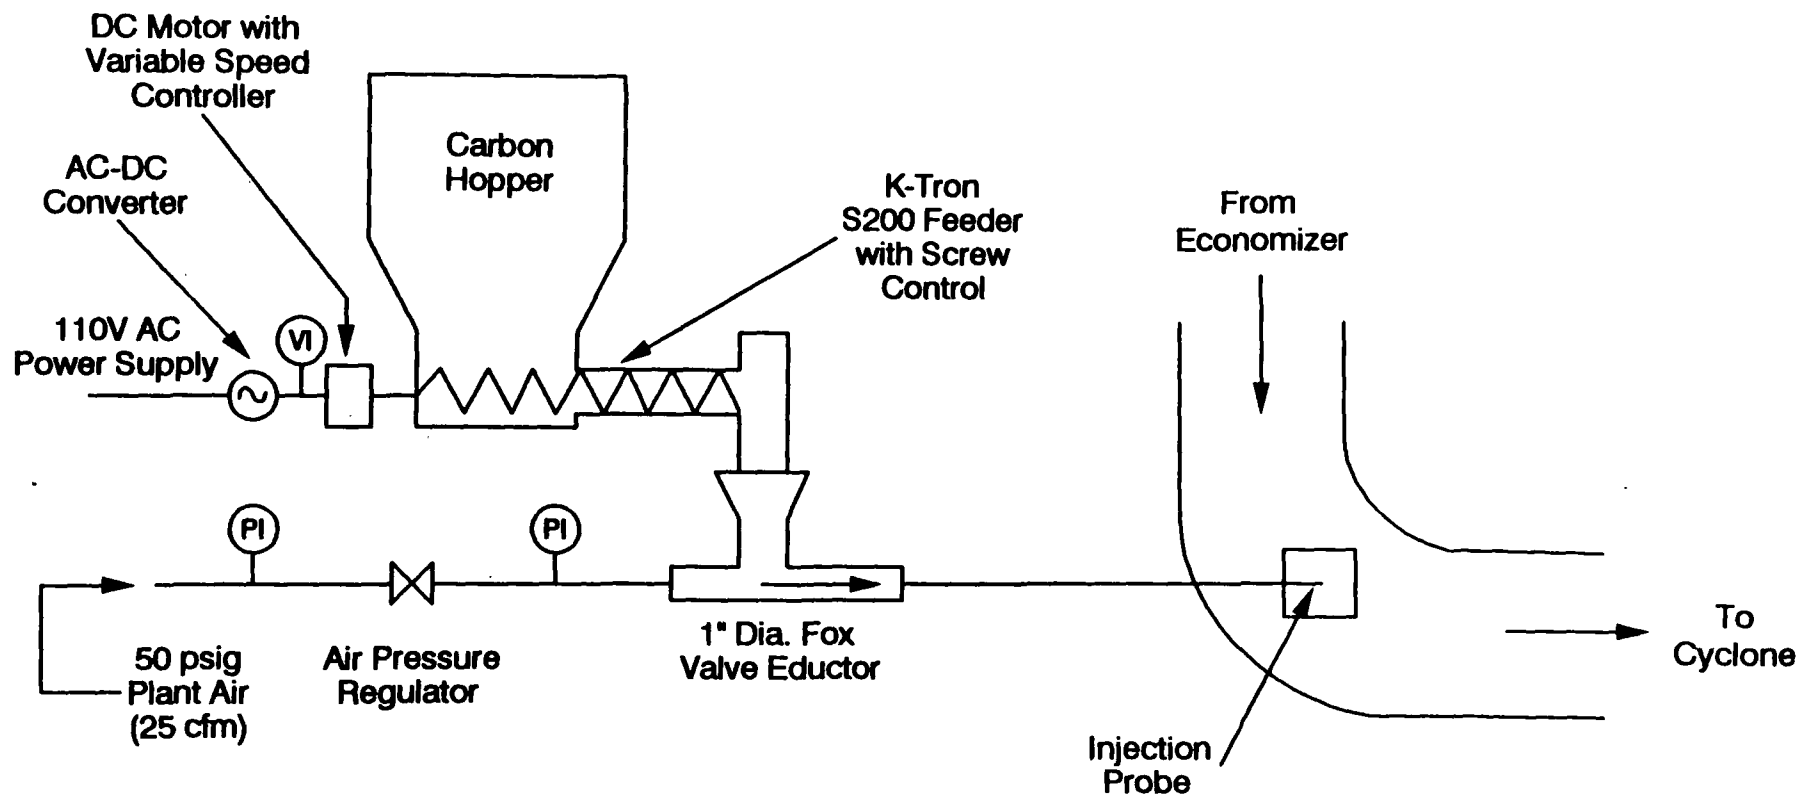 DC Motor with
Variable Speed
Controller
AC-DC
Converter
110V AC
Power Supply
VI
Carbon
Hopper
K-Tron
S200 Feeder
with Screw
Control
From
Economizer
PI
PI
50 psig
Plant Air
(25 cfm)
Air Pressure
Regulator
1" Dia. Fox
Valve Eductor
To
Cyclone
Injection
Probe